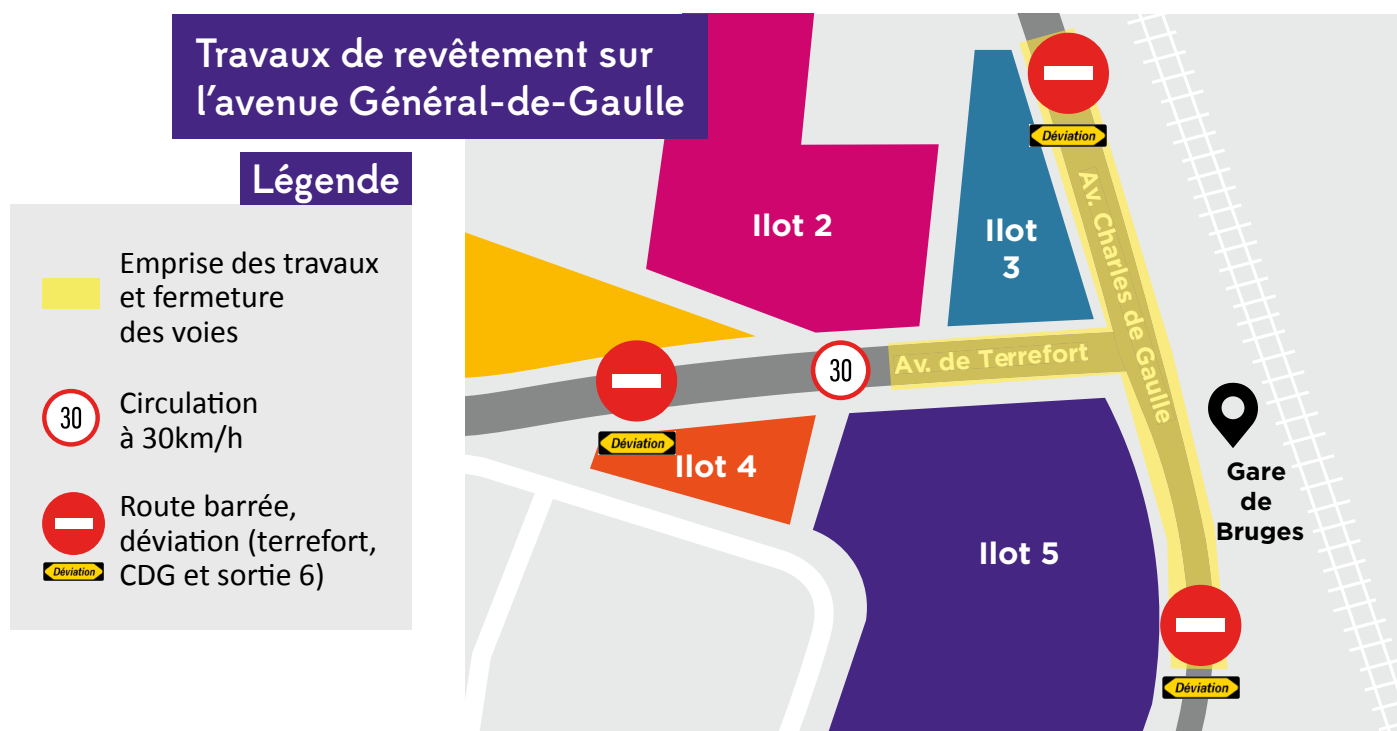 Travaux de revêtement sur
l’avenue Général-de-Gaulle
Légende
Emprise des travaux
et fermeture
des voies
30
Circulation
à 30km/h
Route barrée,
déviation (terrefort,
CDG et sortie 6)
Déviation
Déviation
Av. Charles de Gaulle
Ilot 2
Ilot
3
30
Av. de Terrefort
Déviation
Ilot 4
Gare
de
Bruges
Ilot 5
Déviation